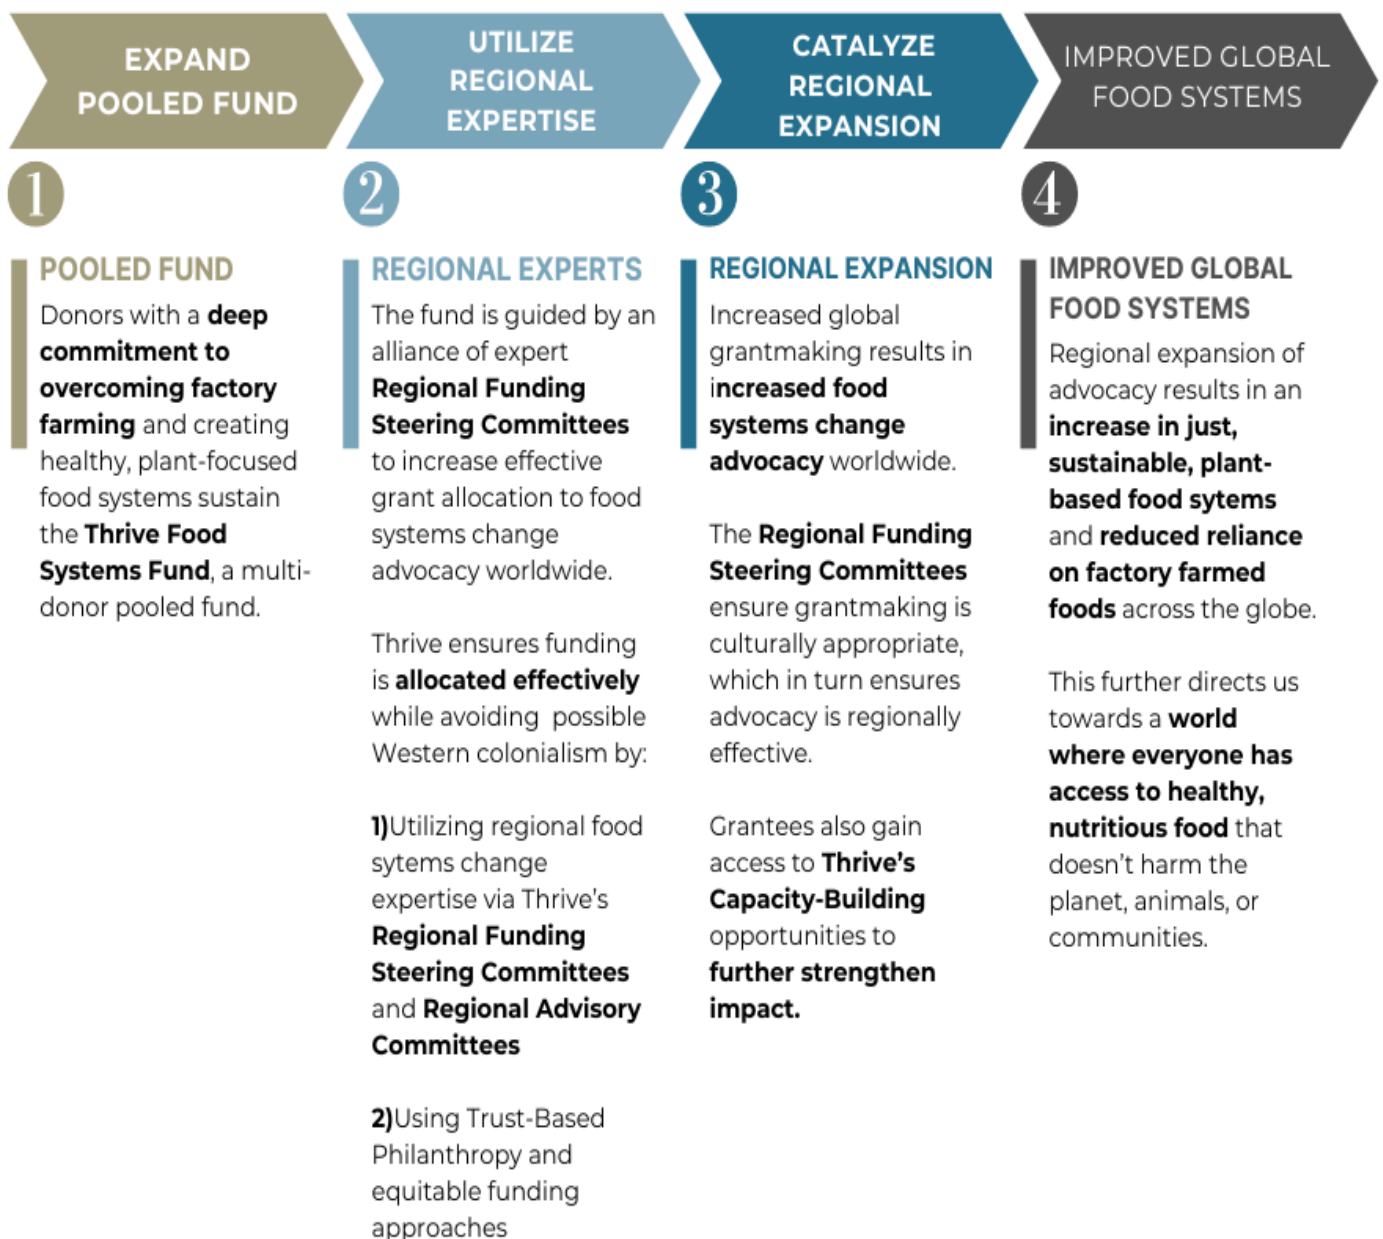 EXPAND
POOLED FUND
UTILIZE
REGIONAL
EXPERTISE
CATALYZE
REGIONAL
EXPANSION
IMPROVED GLOBAL
FOOD SYSTEMS
1
POOLED FUND
Donors with a deep
commitment to
overcoming factory
farming and creating
healthy, plant-focused
food systems sustain
the Thrive Food
Systems Fund, a multi-
donor pooled fund.
2
REGIONAL EXPERTS
The fund is guided by an
alliance of expert
Regional Funding
Steering Committees
to increase effective
grant allocation to food
systems change
advocacy worldwide.
Thrive ensures funding
is allocated effectively
while avoiding  possible
Western colonialism by:
1)Utilizing regional food
sytems change
expertise via Thrive's
Regional Funding
Steering Committees
and Regional Advisory
Committees
2)Using Trust-Based
Philanthropy and
equitable funding
approaches
3
REGIONAL EXPANSION
Increased global
grantmaking results in
increased food
systems change
advocacy worldwide.
The Regional Funding
Steering Committees
ensure grantmaking is
culturally appropriate,
which in turn ensures
advocacy is regionally
effective.
Grantees also gain
access to Thrive's
Capacity-Building
opportunities to
further strengthen
impact.
4
IMPROVED GLOBAL
FOOD SYSTEMS
Regional expansion of
advocacy results in an
increase in just,
sustainable, plant-
based food sytems
and reduced reliance
on factory farmed
foods across the globe.
This further directs us
towards a world
where everyone has
access to healthy,
nutritious food that
doesn't harm the
planet, animals, or
communities.